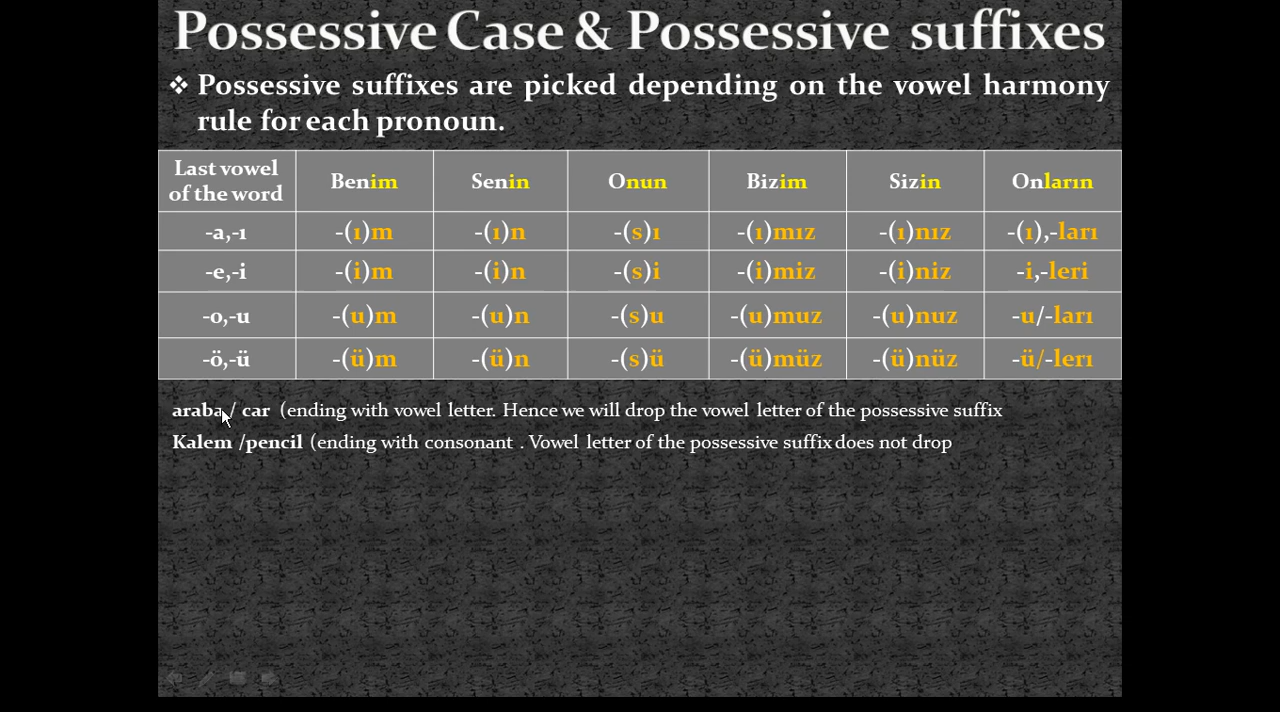 Possessive Case & Possessive suffixes
❖ Possessive suffixes are picked depending on the vowel harmony
rule for each pronoun.
Last vowel of the word Benim Senin Onun Bizim Sizin Onların
-a,-ı -(ı)m -(ı)n -(s)ı -(ı)mız -(ı)nız -(ı),-ları
-e,-i -(i)m -(i)n -(s)i -(i)miz -(i)niz -i,-leri
-o,-u -(u)m -(u)n -(s)u -(u)muz -(u)nuz -u/-ları
-ö,-ü -(ü)m -(ü)n -(s)ü -(ü)müz -(ü)nüz -ü/-lerı
araba / car (ending with vowel letter. Hence we will drop the vowel letter of the possessive suffix
Kalem /pencil (ending with consonant . Vowel letter of the possessive suffix does not drop